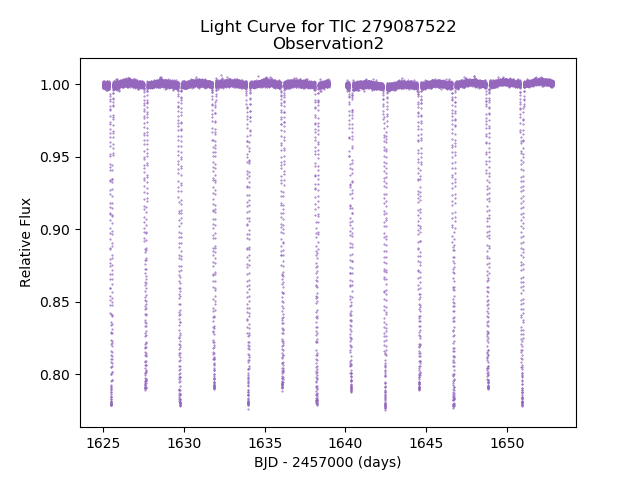 Light Curve for TIC 279087522
Observation2
Relative Flux
1.00
0.95
0.90
0.85
0.80
1625
1630
1635
1640
1645
1650
BJD - 2457000 (days)